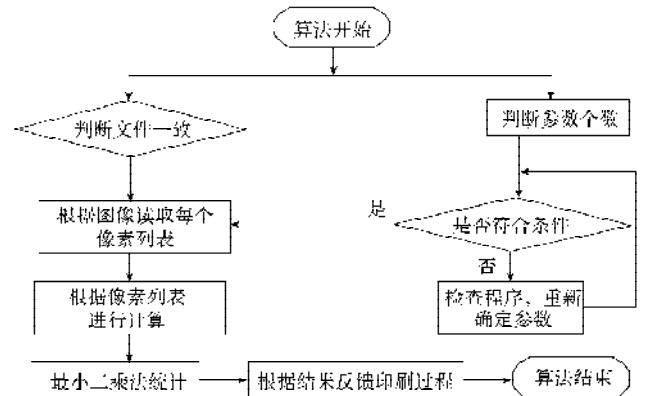 算法开始
判断文件一致
判断参数个数
根据图像读取每个
像素列表
是
是否符合条件
否
根据像素列表
进行计算
检查程序、重新
确定参数
最小二乘法统计
根据结果反馈印刷过程
算法结束